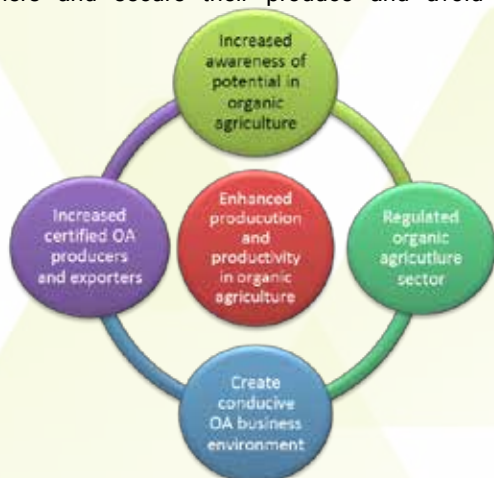 and secure their produce and avoid
Increased
awareness of
potential in
organic
agriculture
Increased
certified OA
producers
and exporters
Enhanced
producution
and
productivity
in organic
agriculture
Regulated
organic
agricutlure
sector
Create
conducive
OA business
environment